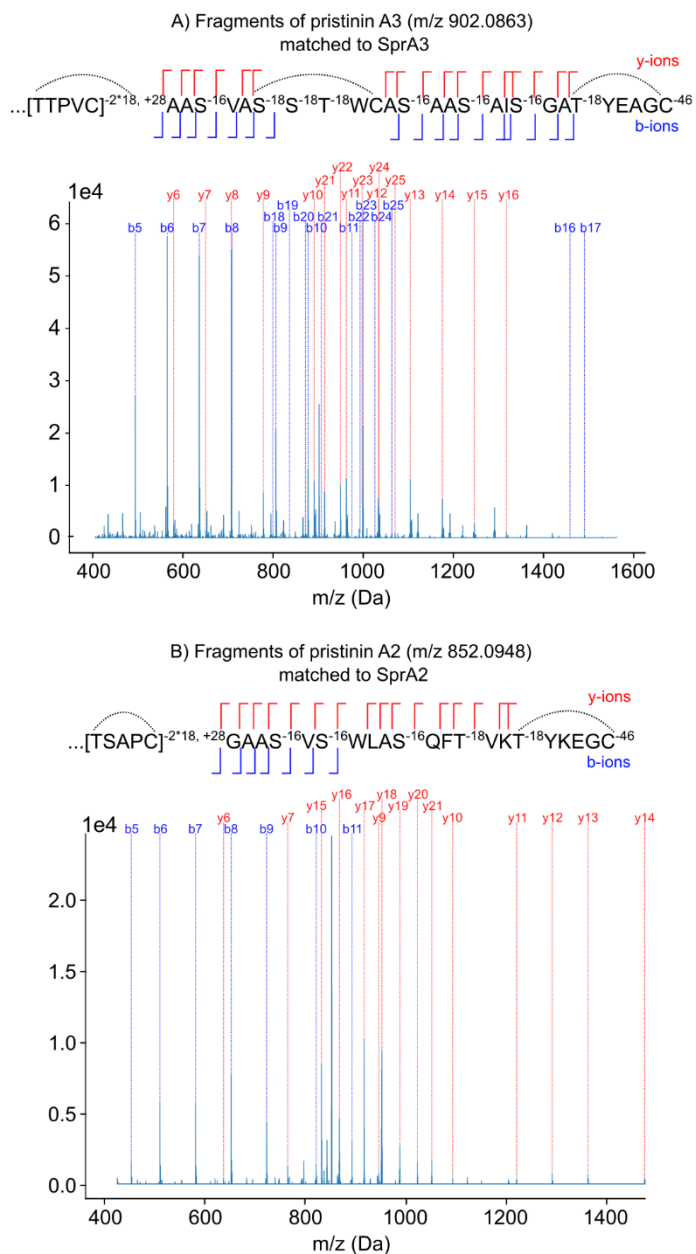 A) Fragments of pristinin A3 (m/z 902.0863)
matched to SprA3
y-ions
...[TTPVC]-2*18, +28AAS-16VAS-18S-18T-18WCAS-16AAS-16AIS-16GAT-18YEAGC-46
b-ions
1e4
y22 y24
y21 y23 y25
y6 y7 y8 y9 y10 y11 y12 y13 y14 y15 y16
b19 b23 b25
b18 b20 b21 b22 b24
b5 b6 b7 b8 b9 b10 b11 b16 b17
6
5
4
3
2
1
0
400 600 800 1000 1200 1400 1600
m/z (Da)
B) Fragments of pristinin A2 (m/z 852.0948)
matched to SprA2
y-ions
...[TSAPC]-2*18, +28GAAS-16VS-16WLAS-16QFT-18VKT-18YKEGC-46
b-ions
1e4
y16 y18 y20
y6 y7 y15 y17 y9 y19 y21 y10 y11 y12 y13 y14
b5 b6 b7 b8 b9 b10 b11
2.0
1.5
1.0
0.5
0.0
400 600 800 1000 1200 1400
m/z (Da)